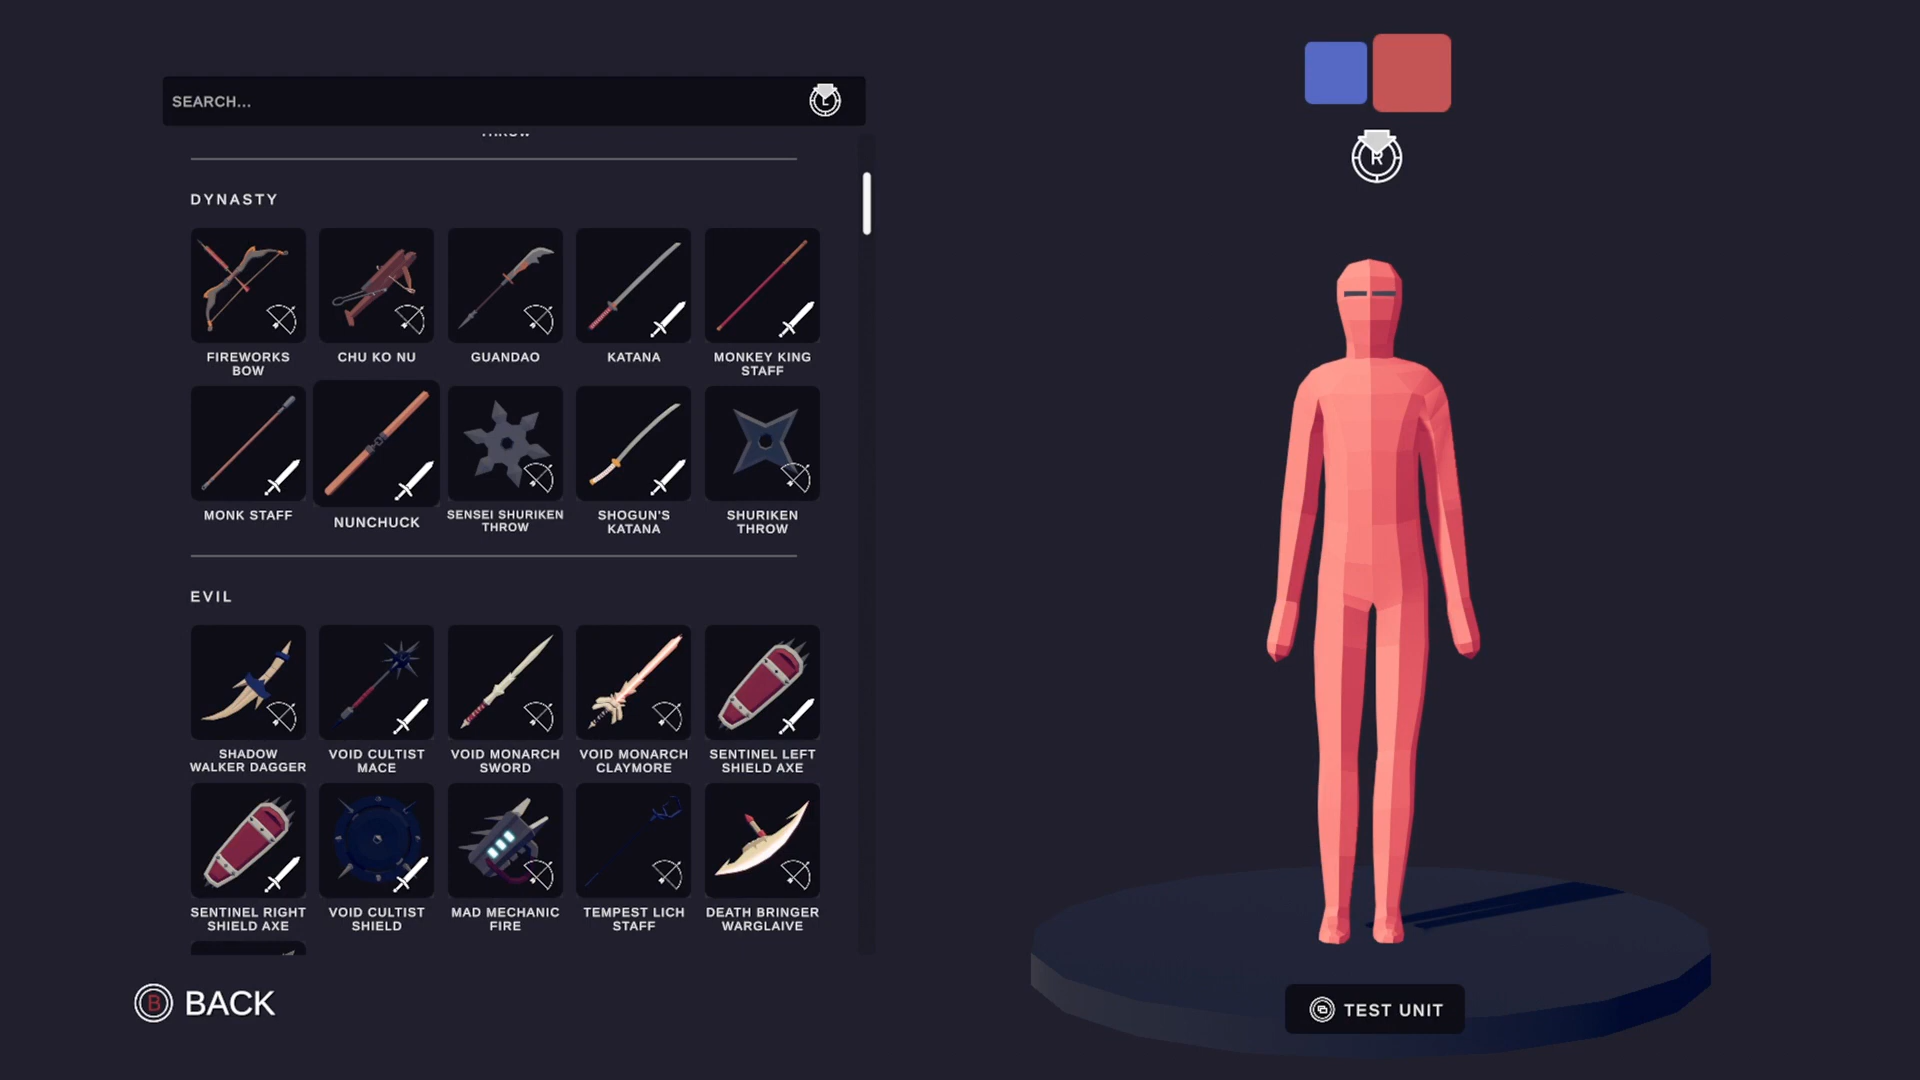 SEARCH...
L
R
THROW
DYNASTY
FIREWORKS
BOW
CHU KO NU
GUANDAO
KATANA
MONKEY KING
STAFF
MONK STAFF
NUNCHUCK
SENSEI SHURIKEN
THROW
SHOGUN'S
KATANA
SHURIKEN
THROW
EVIL
SHADOW
WALKER DAGGER
VOID CULTIST
MACE
VOID MONARCH
SWORD
VOID MONARCH
CLAYMORE
SENTINEL LEFT
SHIELD AXE
SENTINEL RIGHT
SHIELD AXE
VOID CULTIST
SHIELD
MAD MECHANIC
FIRE
TEMPEST LICH
STAFF
DEATH BRINGER
WARGLAIVE
B BACK
TEST UNIT